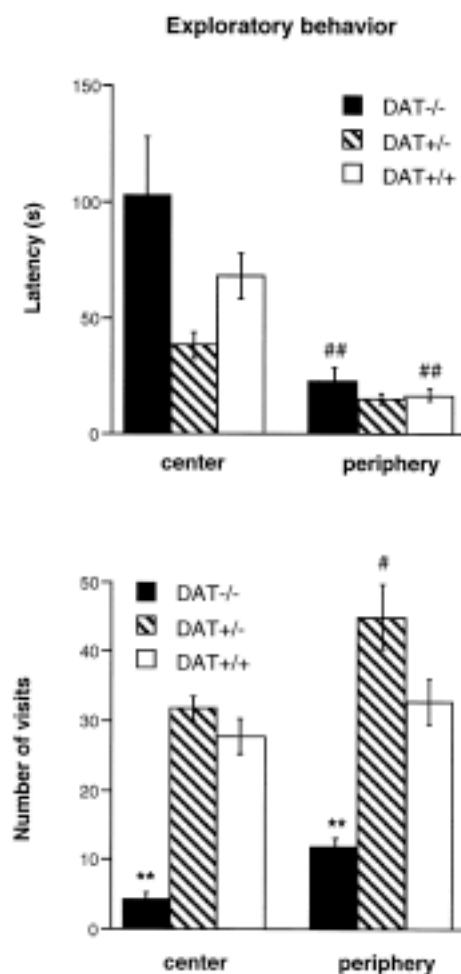 Exploratory behavior
Latency (s)
150
100
50
0
DAT-/-
DAT+/-
DAT+/+
## ##
center periphery
Number of visits
50
40
30
20
10
0
DAT-/-
DAT+/-
DAT+/+
#
** **
center periphery